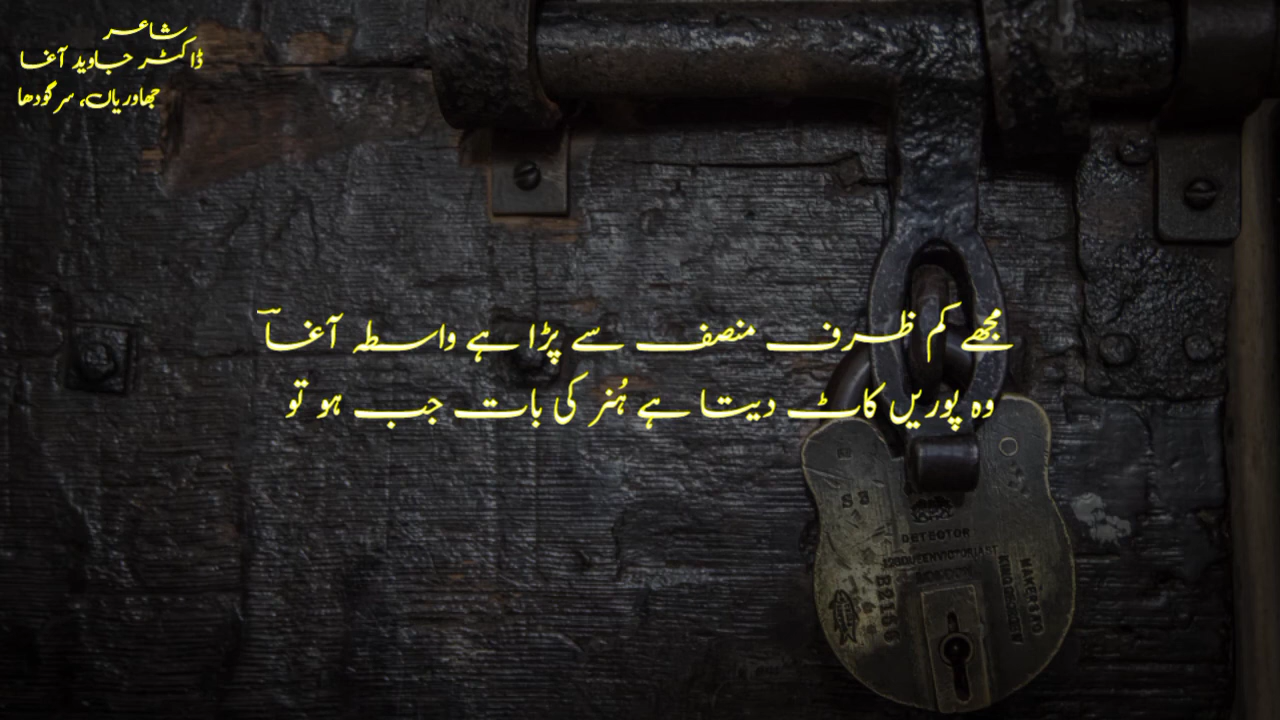 شاعر
ڈاکٹر جاوید آغا
جھاوریاں، سرگودھا
مجھے کم ظرف منصف سے پڑا ہے واسطہ آغاؔ
وہ پوریں کاٹ دیتا ہے ہُنر کی بات جب ہو تو
DETECTOR